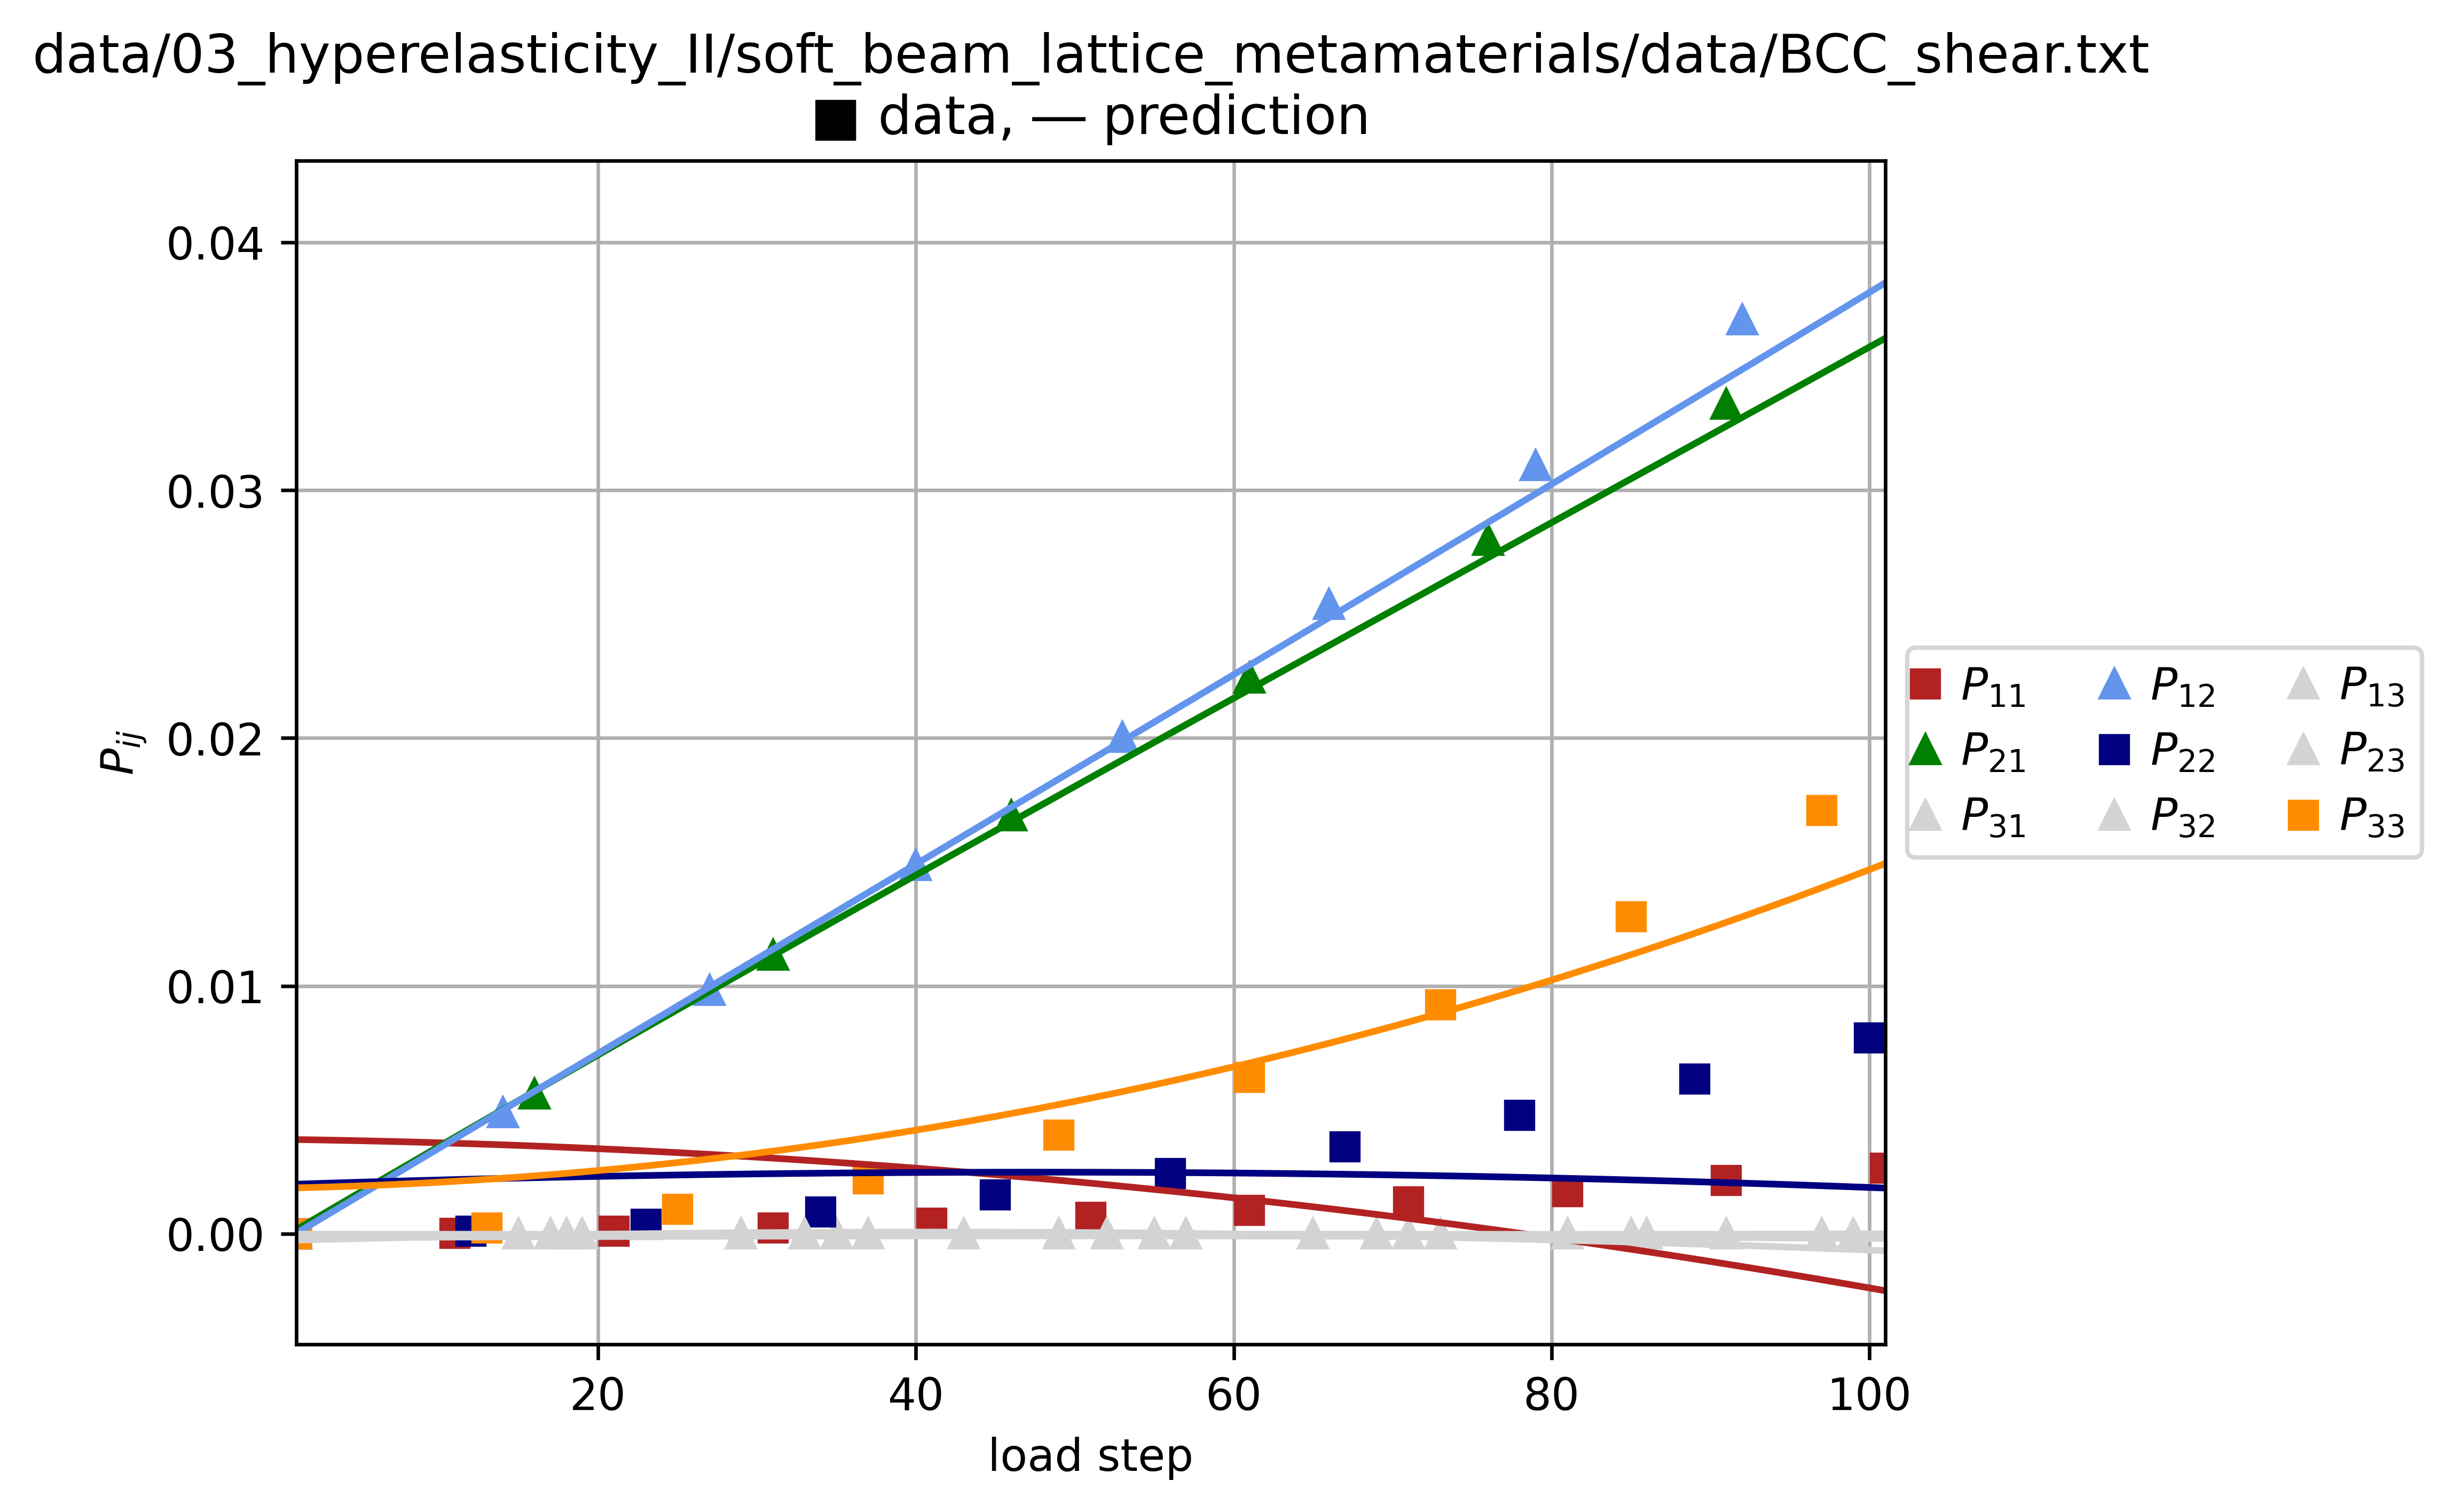 data/03_hyperelasticity_II/soft_beam_lattice_metamaterials/data/BCC_shear.txt
■ data, — prediction
0.04
0.03
0.02
0.01
0.00
P_ij
20 40 60 80 100
load step
P_11 P_12 P_13
P_21 P_22 P_23
P_31 P_32 P_33